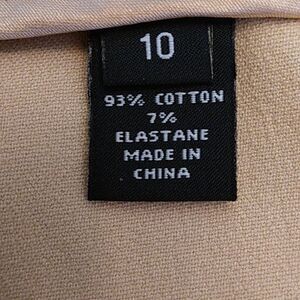 10
93% COTTON
7%
ELASTANE
MADE IN
CHINA